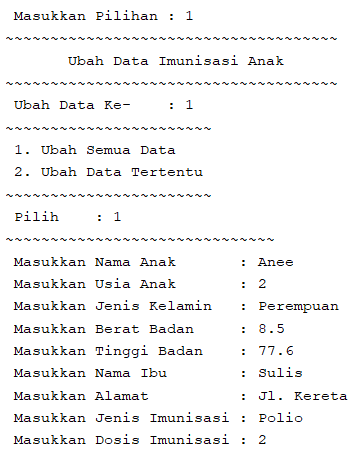 Masukkan Pilihan : 1
~~~~~~~~~~~~~~~~~~~~~~~~~~~~~~~~~~~~~
Ubah Data Imunisasi Anak
~~~~~~~~~~~~~~~~~~~~~~~~~~~~~~~~~~~~~
Ubah Data Ke-    : 1
~~~~~~~~~~~~~~~~~~~~~~~
1. Ubah Semua Data
2. Ubah Data Tertentu
~~~~~~~~~~~~~~~~~~~~~~~
Pilih    : 1
~~~~~~~~~~~~~~~~~~~~~~~~~~~~~~
Masukkan Nama Anak       : Anee
Masukkan Usia Anak       : 2
Masukkan Jenis Kelamin   : Perempuan
Masukkan Berat Badan     : 8.5
Masukkan Tinggi Badan    : 77.6
Masukkan Nama Ibu        : Sulis
Masukkan Alamat          : Jl. Kereta
Masukkan Jenis Imunisasi : Polio
Masukkan Dosis Imunisasi : 2